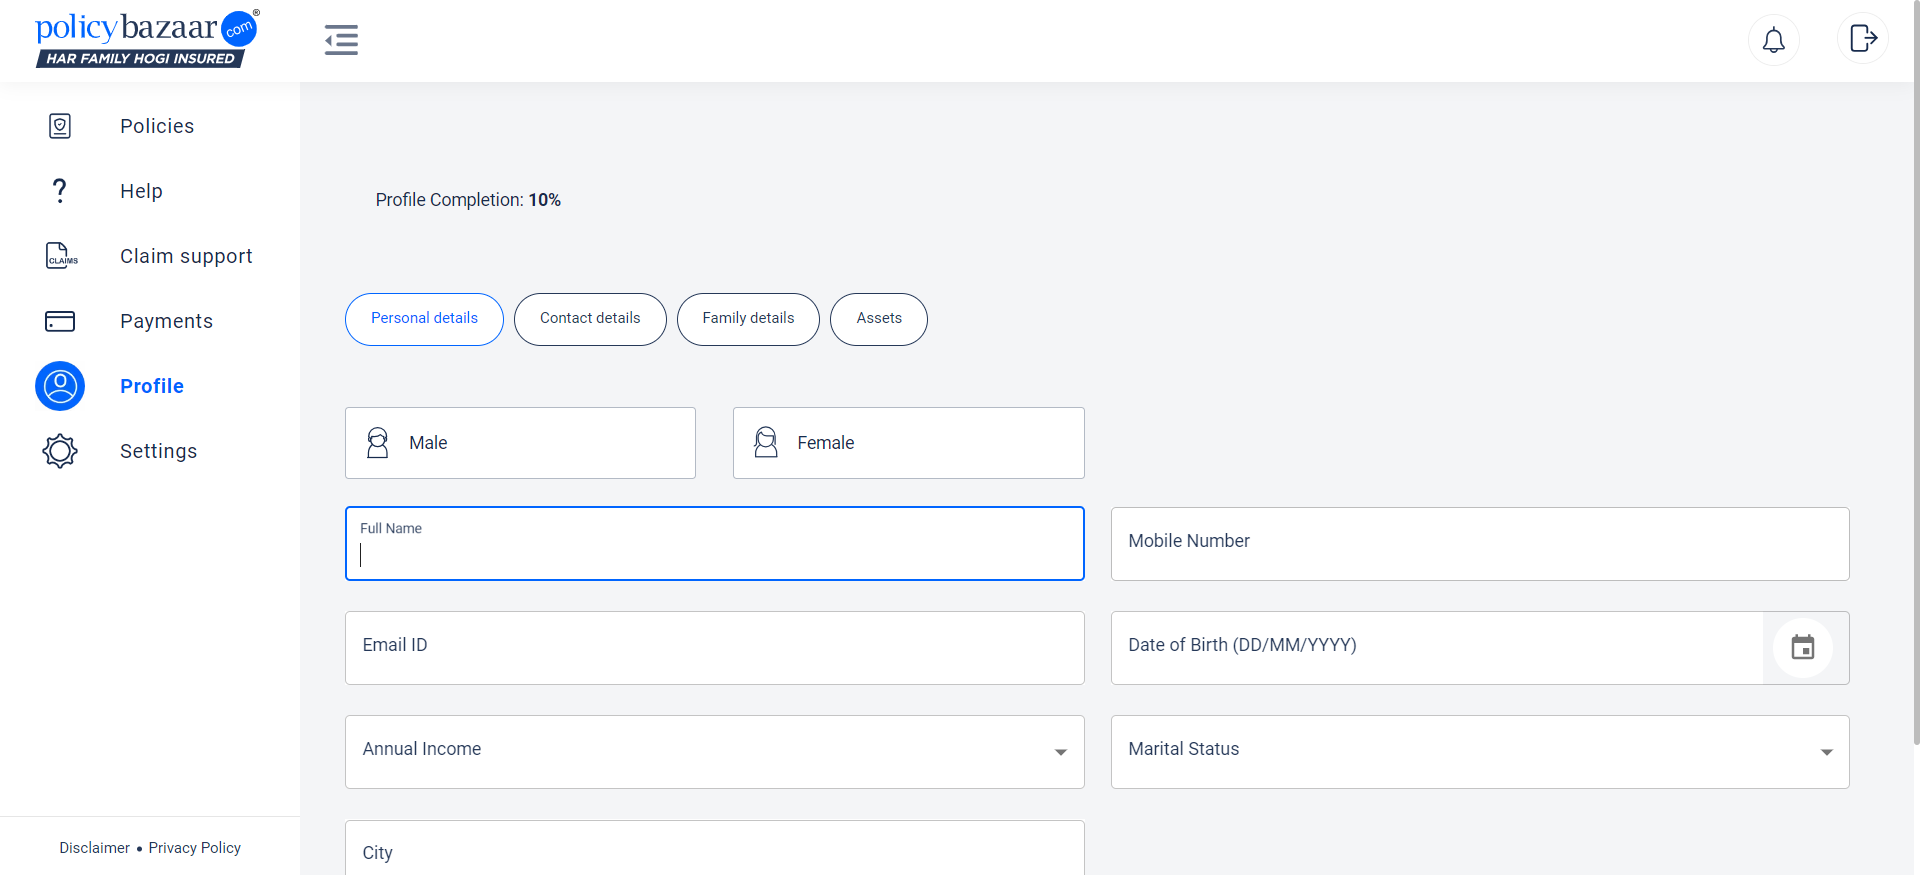 policybazaar.com®
HAR FAMILY HOGI INSURED
Policies
Help
CLAIMS
Claim support
Payments
Profile
Settings
Disclaimer • Privacy Policy
Profile Completion: 10%
Personal details
Contact details
Family details
Assets
Male
Female
Full Name
Mobile Number
Email ID
Date of Birth (DD/MM/YYYY)
Annual Income
Marital Status
City